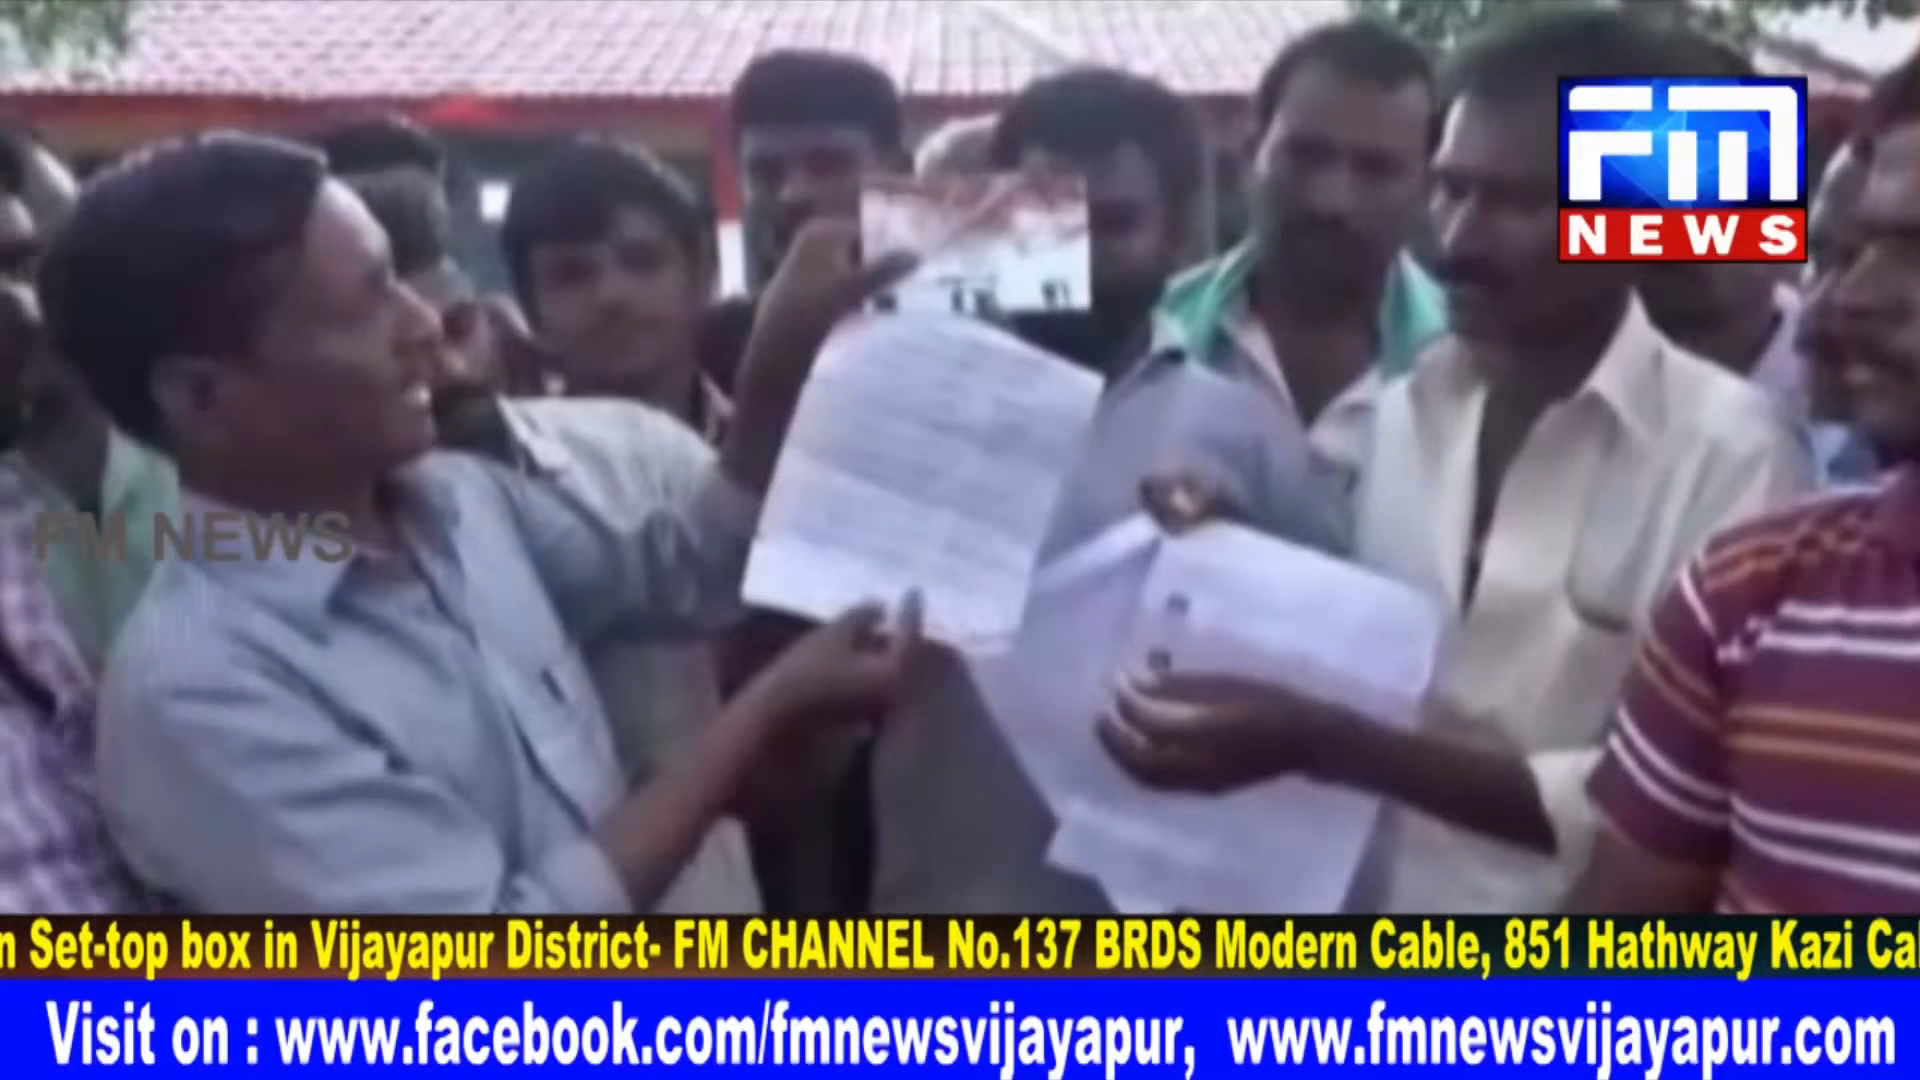 FM
NEWS
FM NEWS
n Set-top box in Vijayapur District- FM CHANNEL No.137 BRDS Modern Cable, 851 Hathway Kazi Ca
Visit on : www.facebook.com/fmnewsvijayapur, www.fmnewsvijayapur.com